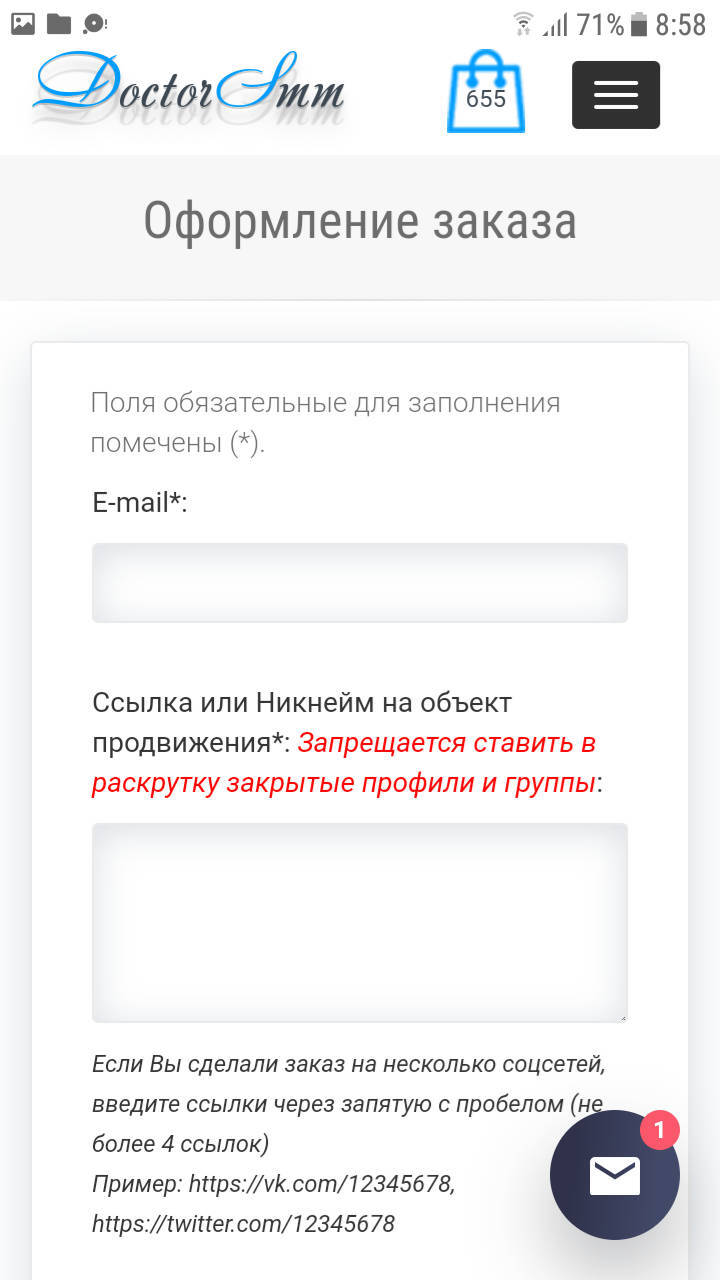 71% 8:58
DoctorSmm
655
Оформление заказа
Поля обязательные для заполнения
помечены (*).
E-mail*:
Ссылка или Никнейм на объект
продвижения*: Запрещается ставить в
раскрутку закрытые профили и группы:
Если Вы сделали заказ на несколько соцсетей,
введите ссылки через запятую с пробелом (не
более 4 ссылок)
1
Пример: https://vk.com/12345678,
https://twitter.com/12345678